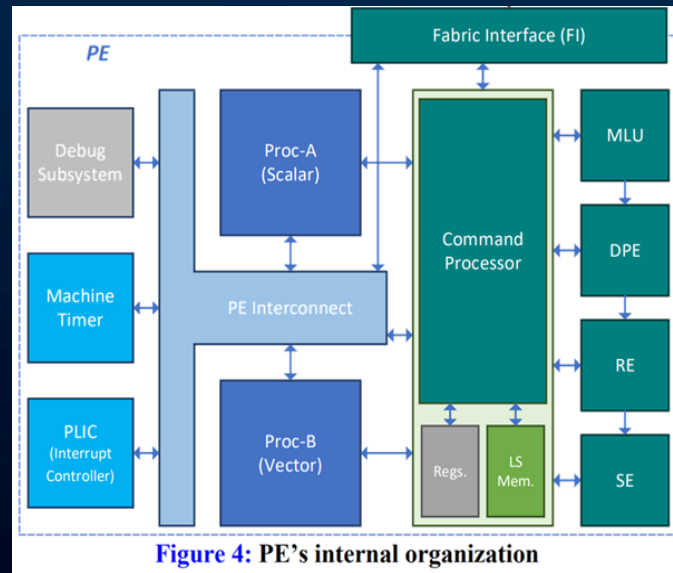 Fabric Interface (FI)
PE
Debug
Subsystem
Proc-A
(Scalar)
MLU
Command
Processor
DPE
Machine
Timer
PE Interconnect
RE
PLIC
(Interrupt
Controller)
Proc-B
(Vector)
Regs.
LS
Mem.
SE
Figure 4: PE's internal organization